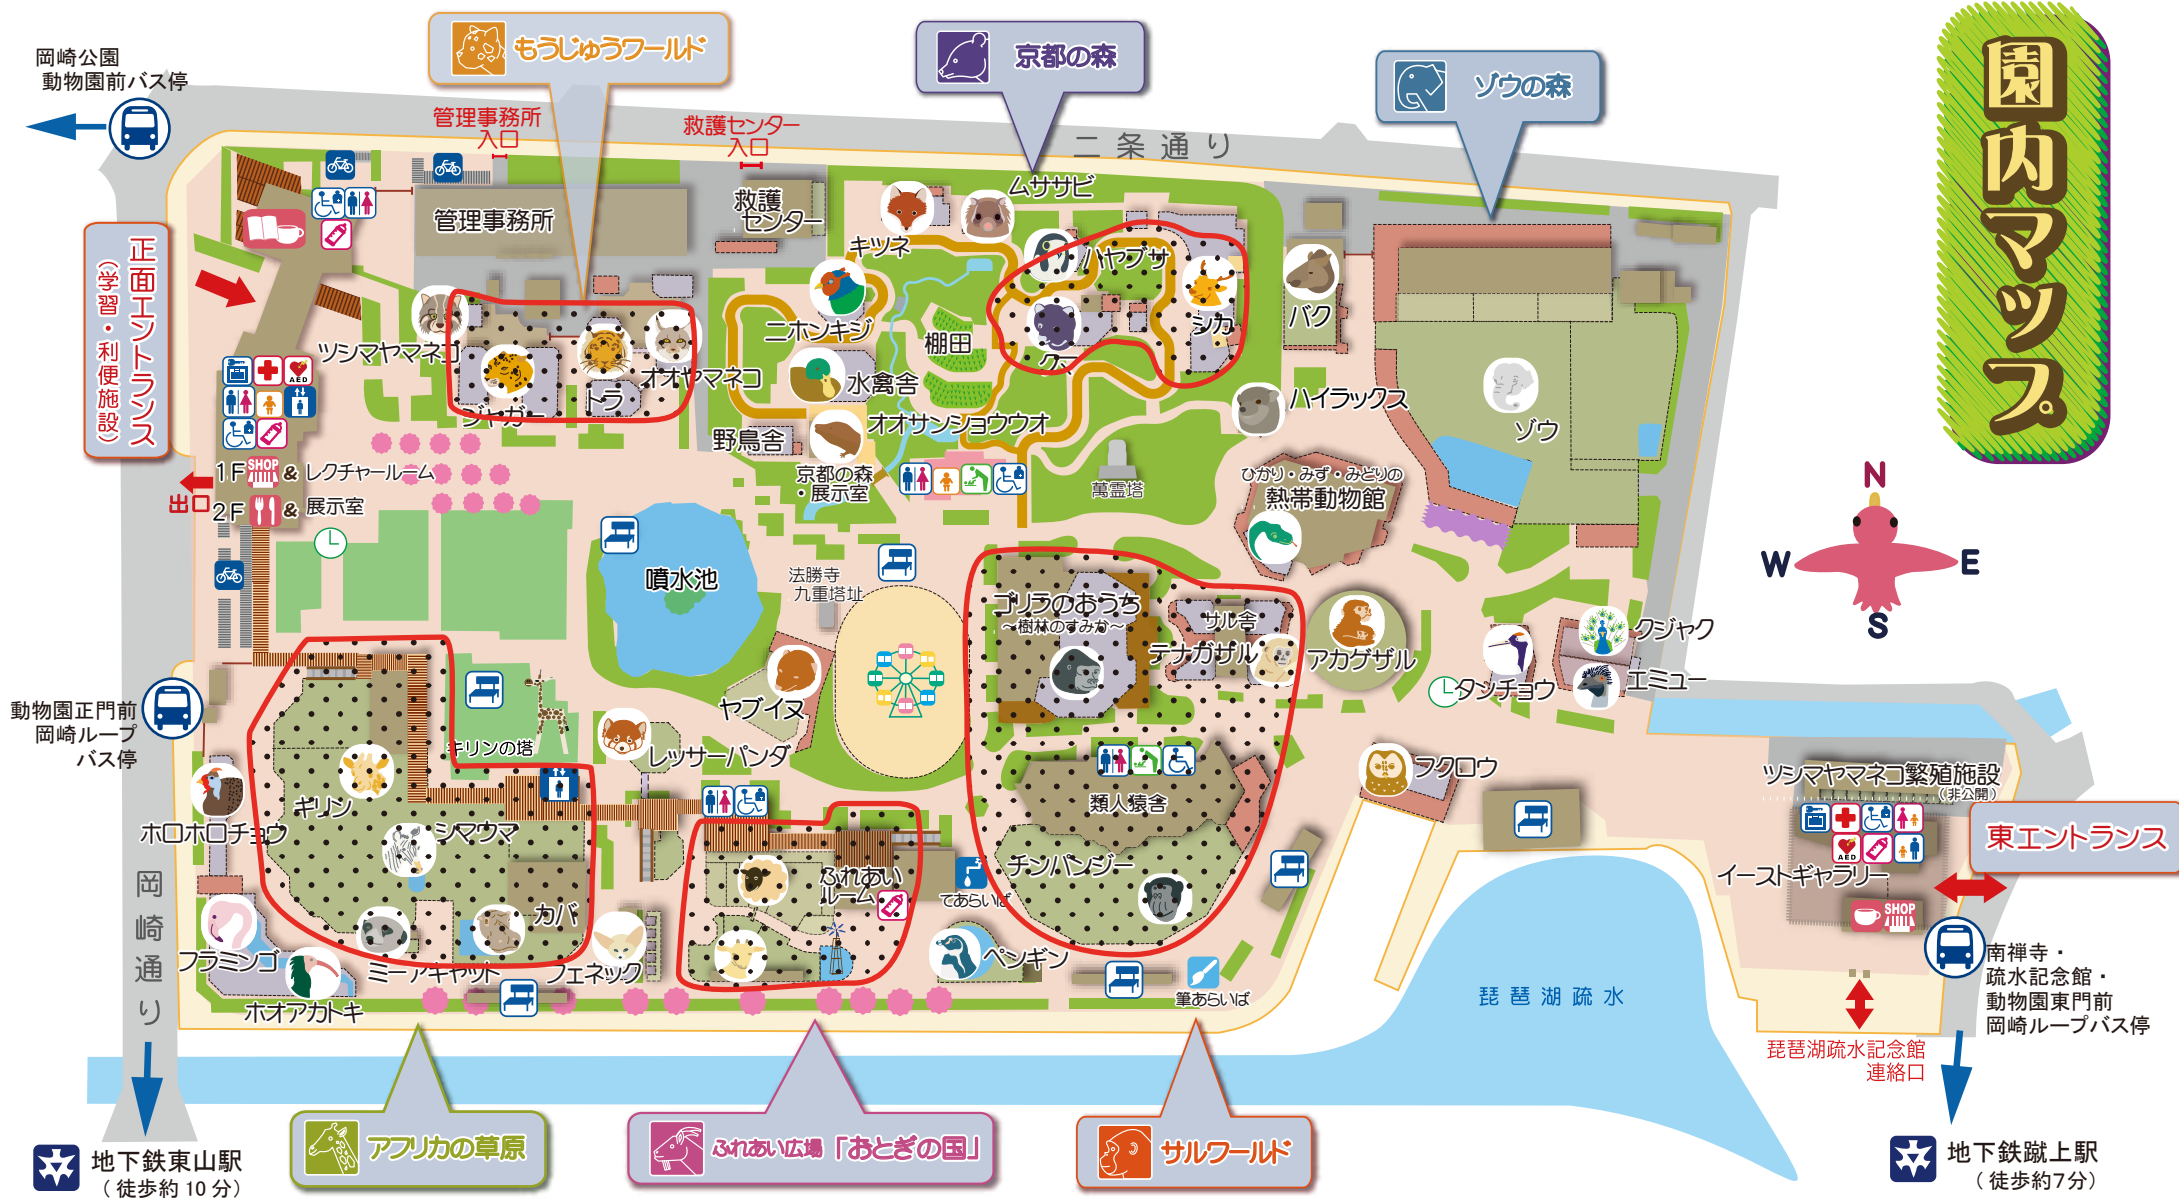 園内マップ
岡崎公園
動物園前バス停
もうじゅうワールド
京都の森
ゾウの森
管理事務所
入口
救護センター
入口
二条通り
正面エントランス
（学習・利便施設）
管理事務所
救護
センター
キツネ
ムササビ
ハヤブサ
シカ
クマ
バク
ニホンキジ
棚田
水禽舎
オオサンショウウオ
野鳥舎
京都の森
・展示室
萬霊塔
ツシマヤマネコ
ジャガー
トラ
オオヤマネコ
ハイラックス
ゾウ
AED
1F SHOP & レクチャールーム
出口
2F & 展示室
ひかり・みず・みどりの
熱帯動物館
N
W
E
S
噴水池
法勝寺
九重塔址
ゴリラのおうち
～樹林のすみか～
サル舎
テナガザル
アカゲザル
タンチョウ
クジャク
エミュー
動物園正門前
岡崎ループ
バス停
キリンの塔
ヤブイヌ
レッサーパンダ
フクロウ
キリン
シマウマ
ホロホロチョウ
カバ
ミーアキャット
フェネック
フラミンゴ
ホオアカトキ
ふれあい
ルーム
てあらいば
ペンギン
類人猿舎
チンパンジー
筆あらいば
ツシマヤマネコ繁殖施設
（非公開）
AED
イーストギャラリー
SHOP
東エントランス
南禅寺・
疏水記念館・
動物園東門前
岡崎ループバス停
琵琶湖疏水
琵琶湖疏水記念館
連絡口
岡崎通り
アフリカの草原
ふれあい広場「おとぎの国」
サルワールド
地下鉄東山駅
（徒歩約10分）
地下鉄蹴上駅
（徒歩約7分）